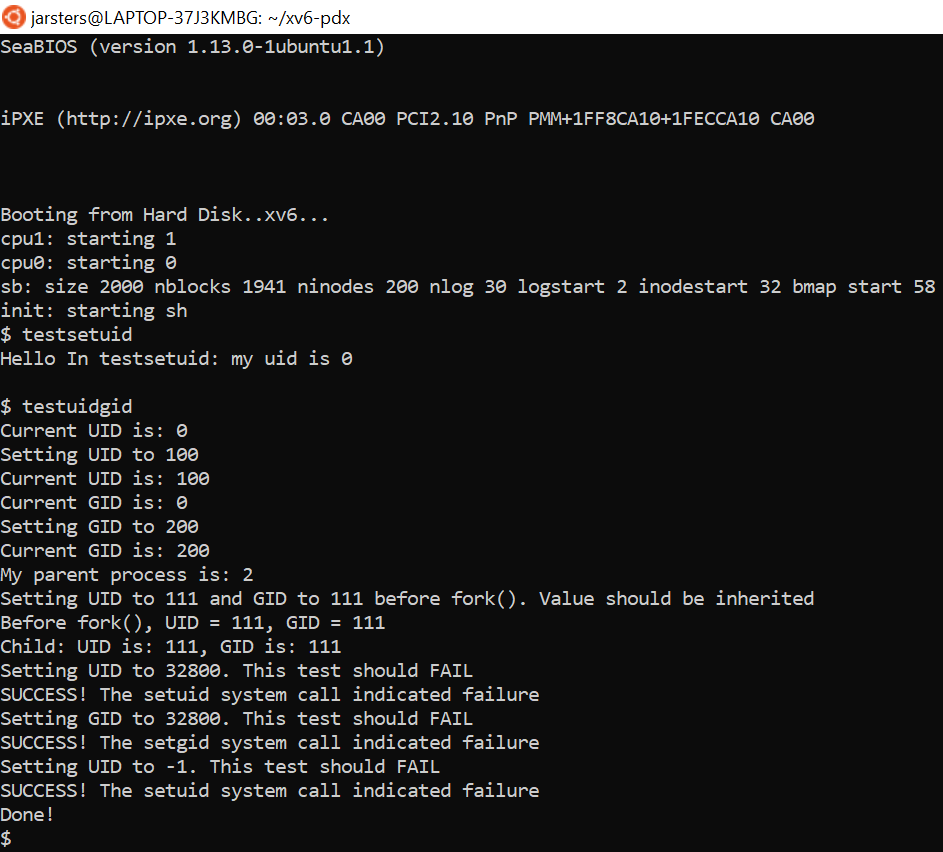 jarsters@LAPTOP-37J3KMBG: ~/xv6-pdx
SeaBIOS (version 1.13.0-1ubuntu1.1)
iPXE (http://ipxe.org) 00:03.0 CA00 PCI2.10 PnP PMM+1FF8CA10+1FECCA10 CA00
Booting from Hard Disk..xv6...
cpu1: starting 1
cpu0: starting 0
sb: size 2000 nblocks 1941 ninodes 200 nlog 30 logstart 2 inodestart 32 bmap start 58
init: starting sh
$ testsetuid
Hello In testsetuid: my uid is 0
$ testuidgid
Current UID is: 0
Setting UID to 100
Current UID is: 100
Current GID is: 0
Setting GID to 200
Current GID is: 200
My parent process is: 2
Setting UID to 111 and GID to 111 before fork(). Value should be inherited
Before fork(), UID = 111, GID = 111
Child: UID is: 111, GID is: 111
Setting UID to 32800. This test should FAIL
SUCCESS! The setuid system call indicated failure
Setting GID to 32800. This test should FAIL
SUCCESS! The setgid system call indicated failure
Setting UID to -1. This test should FAIL
SUCCESS! The setuid system call indicated failure
Done!
$